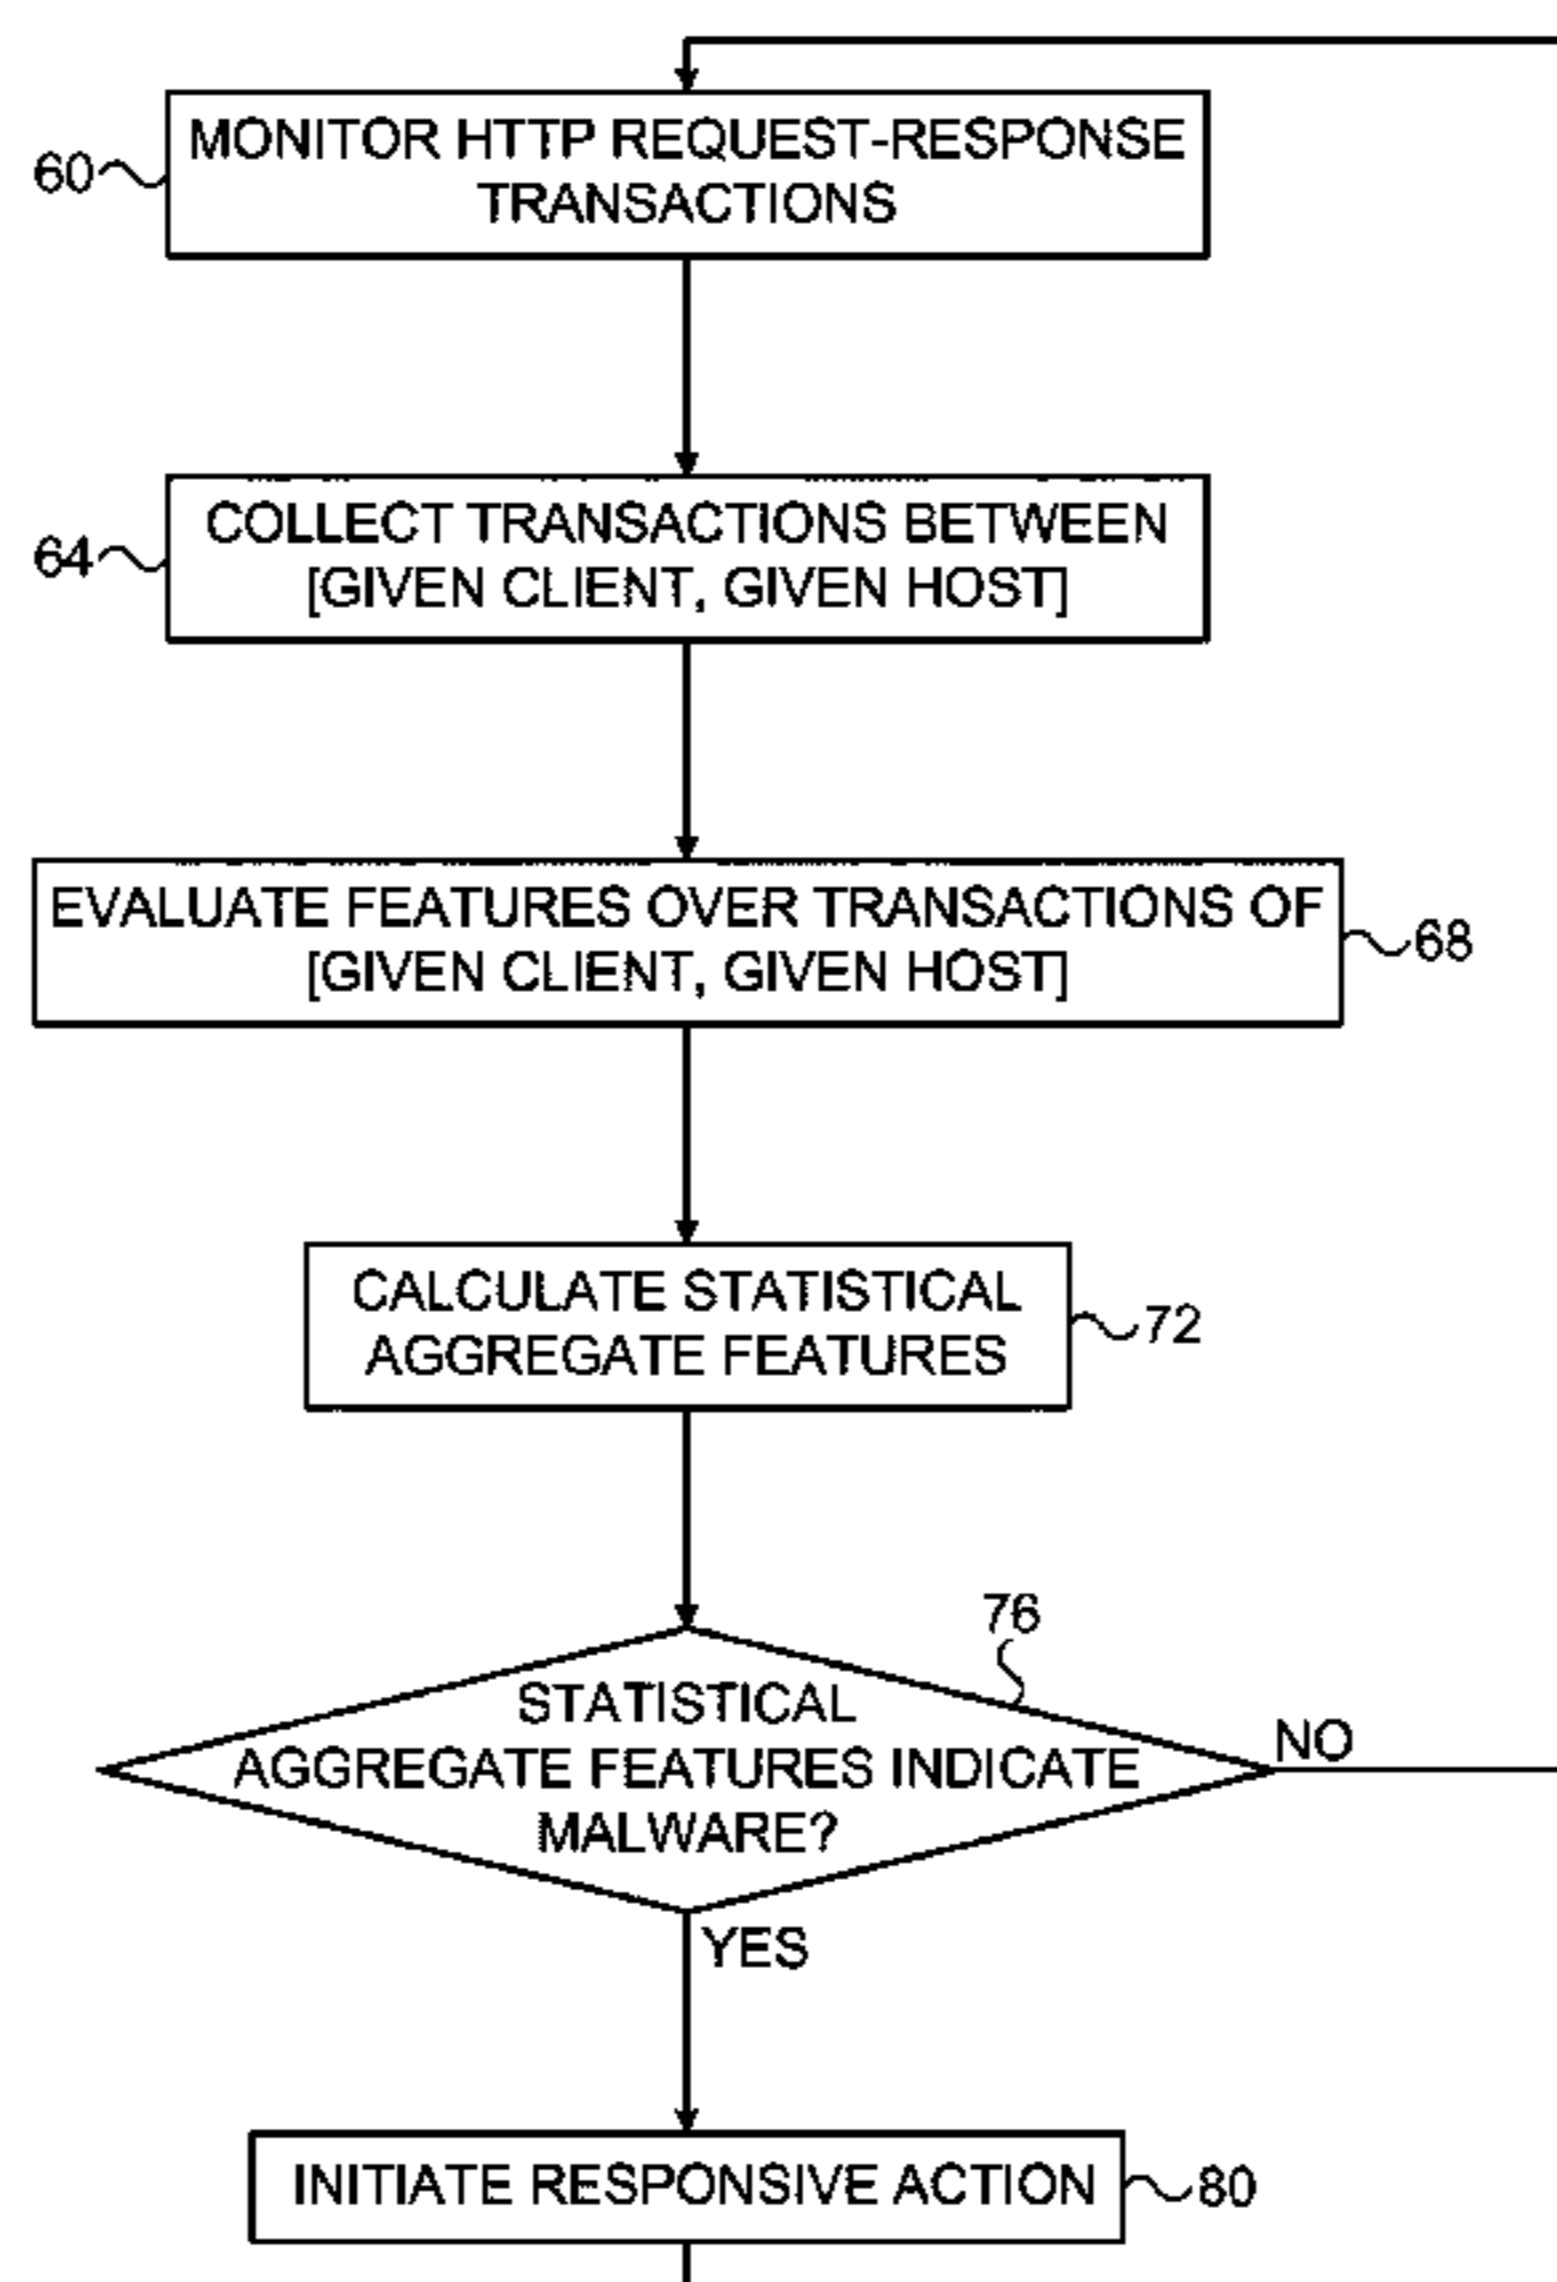 60
MONITOR HTTP REQUEST-RESPONSE
TRANSACTIONS
64
COLLECT TRANSACTIONS BETWEEN
[GIVEN CLIENT, GIVEN HOST]
EVALUATE FEATURES OVER TRANSACTIONS OF
[GIVEN CLIENT, GIVEN HOST]
68
CALCULATE STATISTICAL
AGGREGATE FEATURES
72
76
STATISTICAL
AGGREGATE FEATURES INDICATE
MALWARE?
NO
YES
INITIATE RESPONSIVE ACTION
80